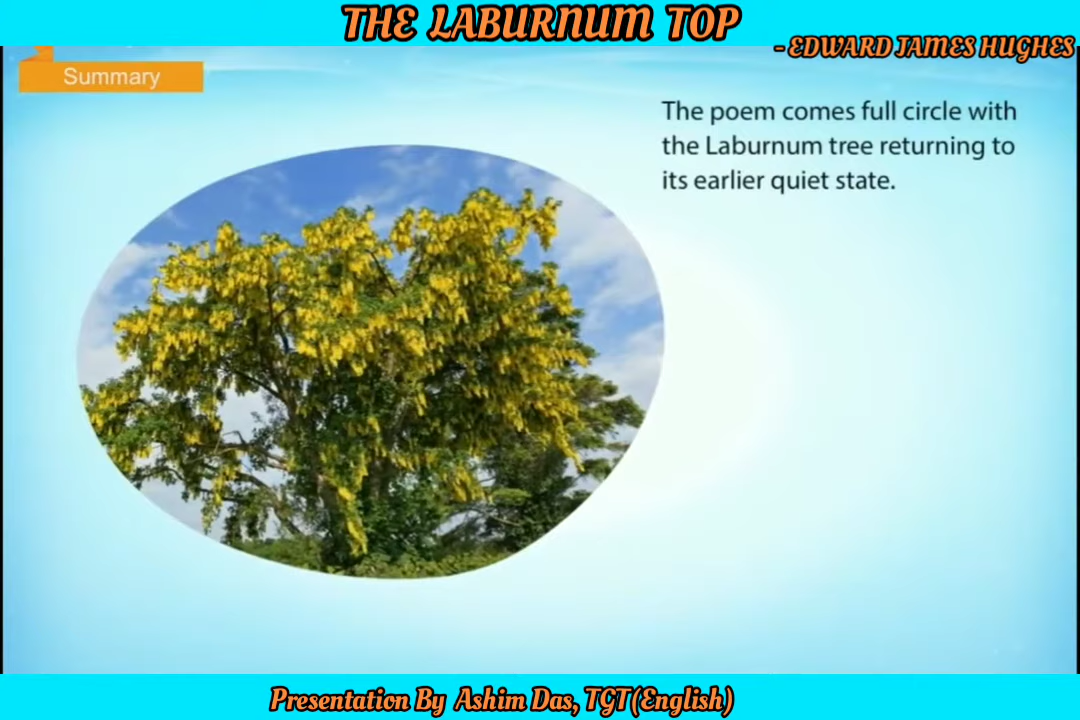 THE LABURNUM TOP
- EDWARD JAMES HUGHES
Summary
The poem comes full circle with
the Laburnum tree returning to
its earlier quiet state.
Presentation By Ashim Das, TGT(English)